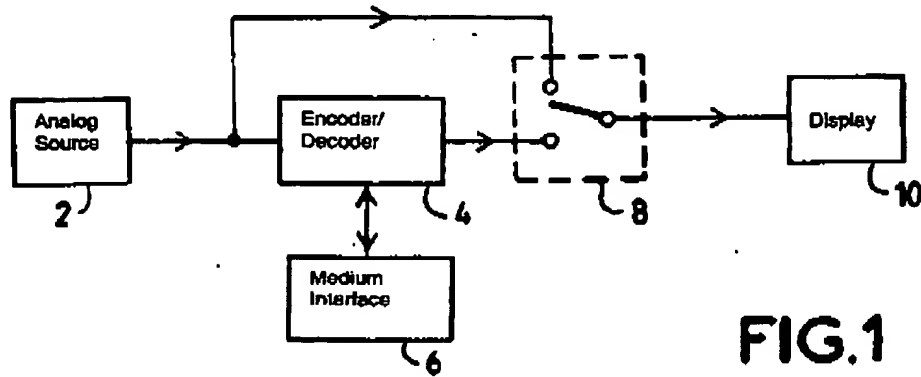 Analog
Source
2
Encoder/
Decoder
4
Medium
Interface
6
8
Display
10
FIG.1